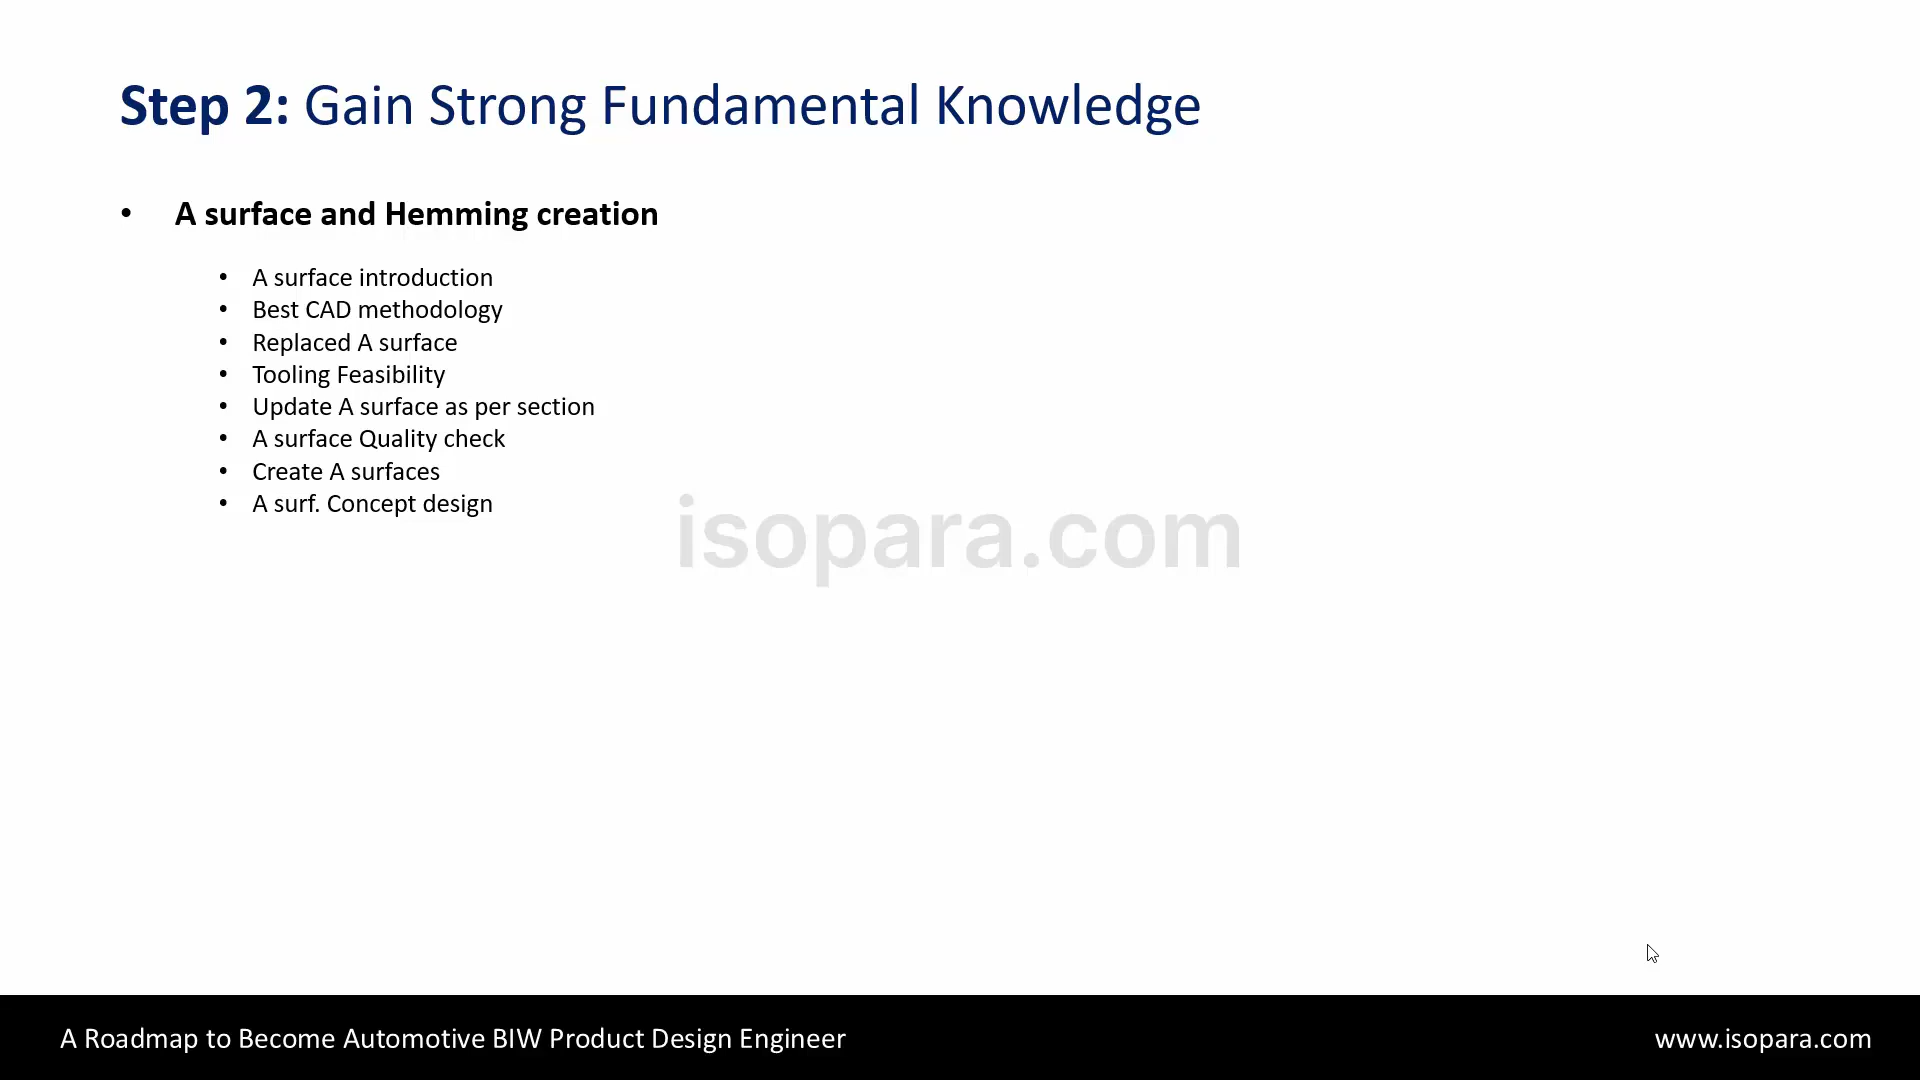 Step 2: Gain Strong Fundamental Knowledge
• A surface and Hemming creation
• A surface introduction
• Best CAD methodology
• Replaced A surface
• Tooling Feasibility
• Update A surface as per section
• A surface Quality check
• Create A surfaces
• A surf. Concept design
isopara.com
A Roadmap to Become Automotive BIW Product Design Engineer
www.isopara.com